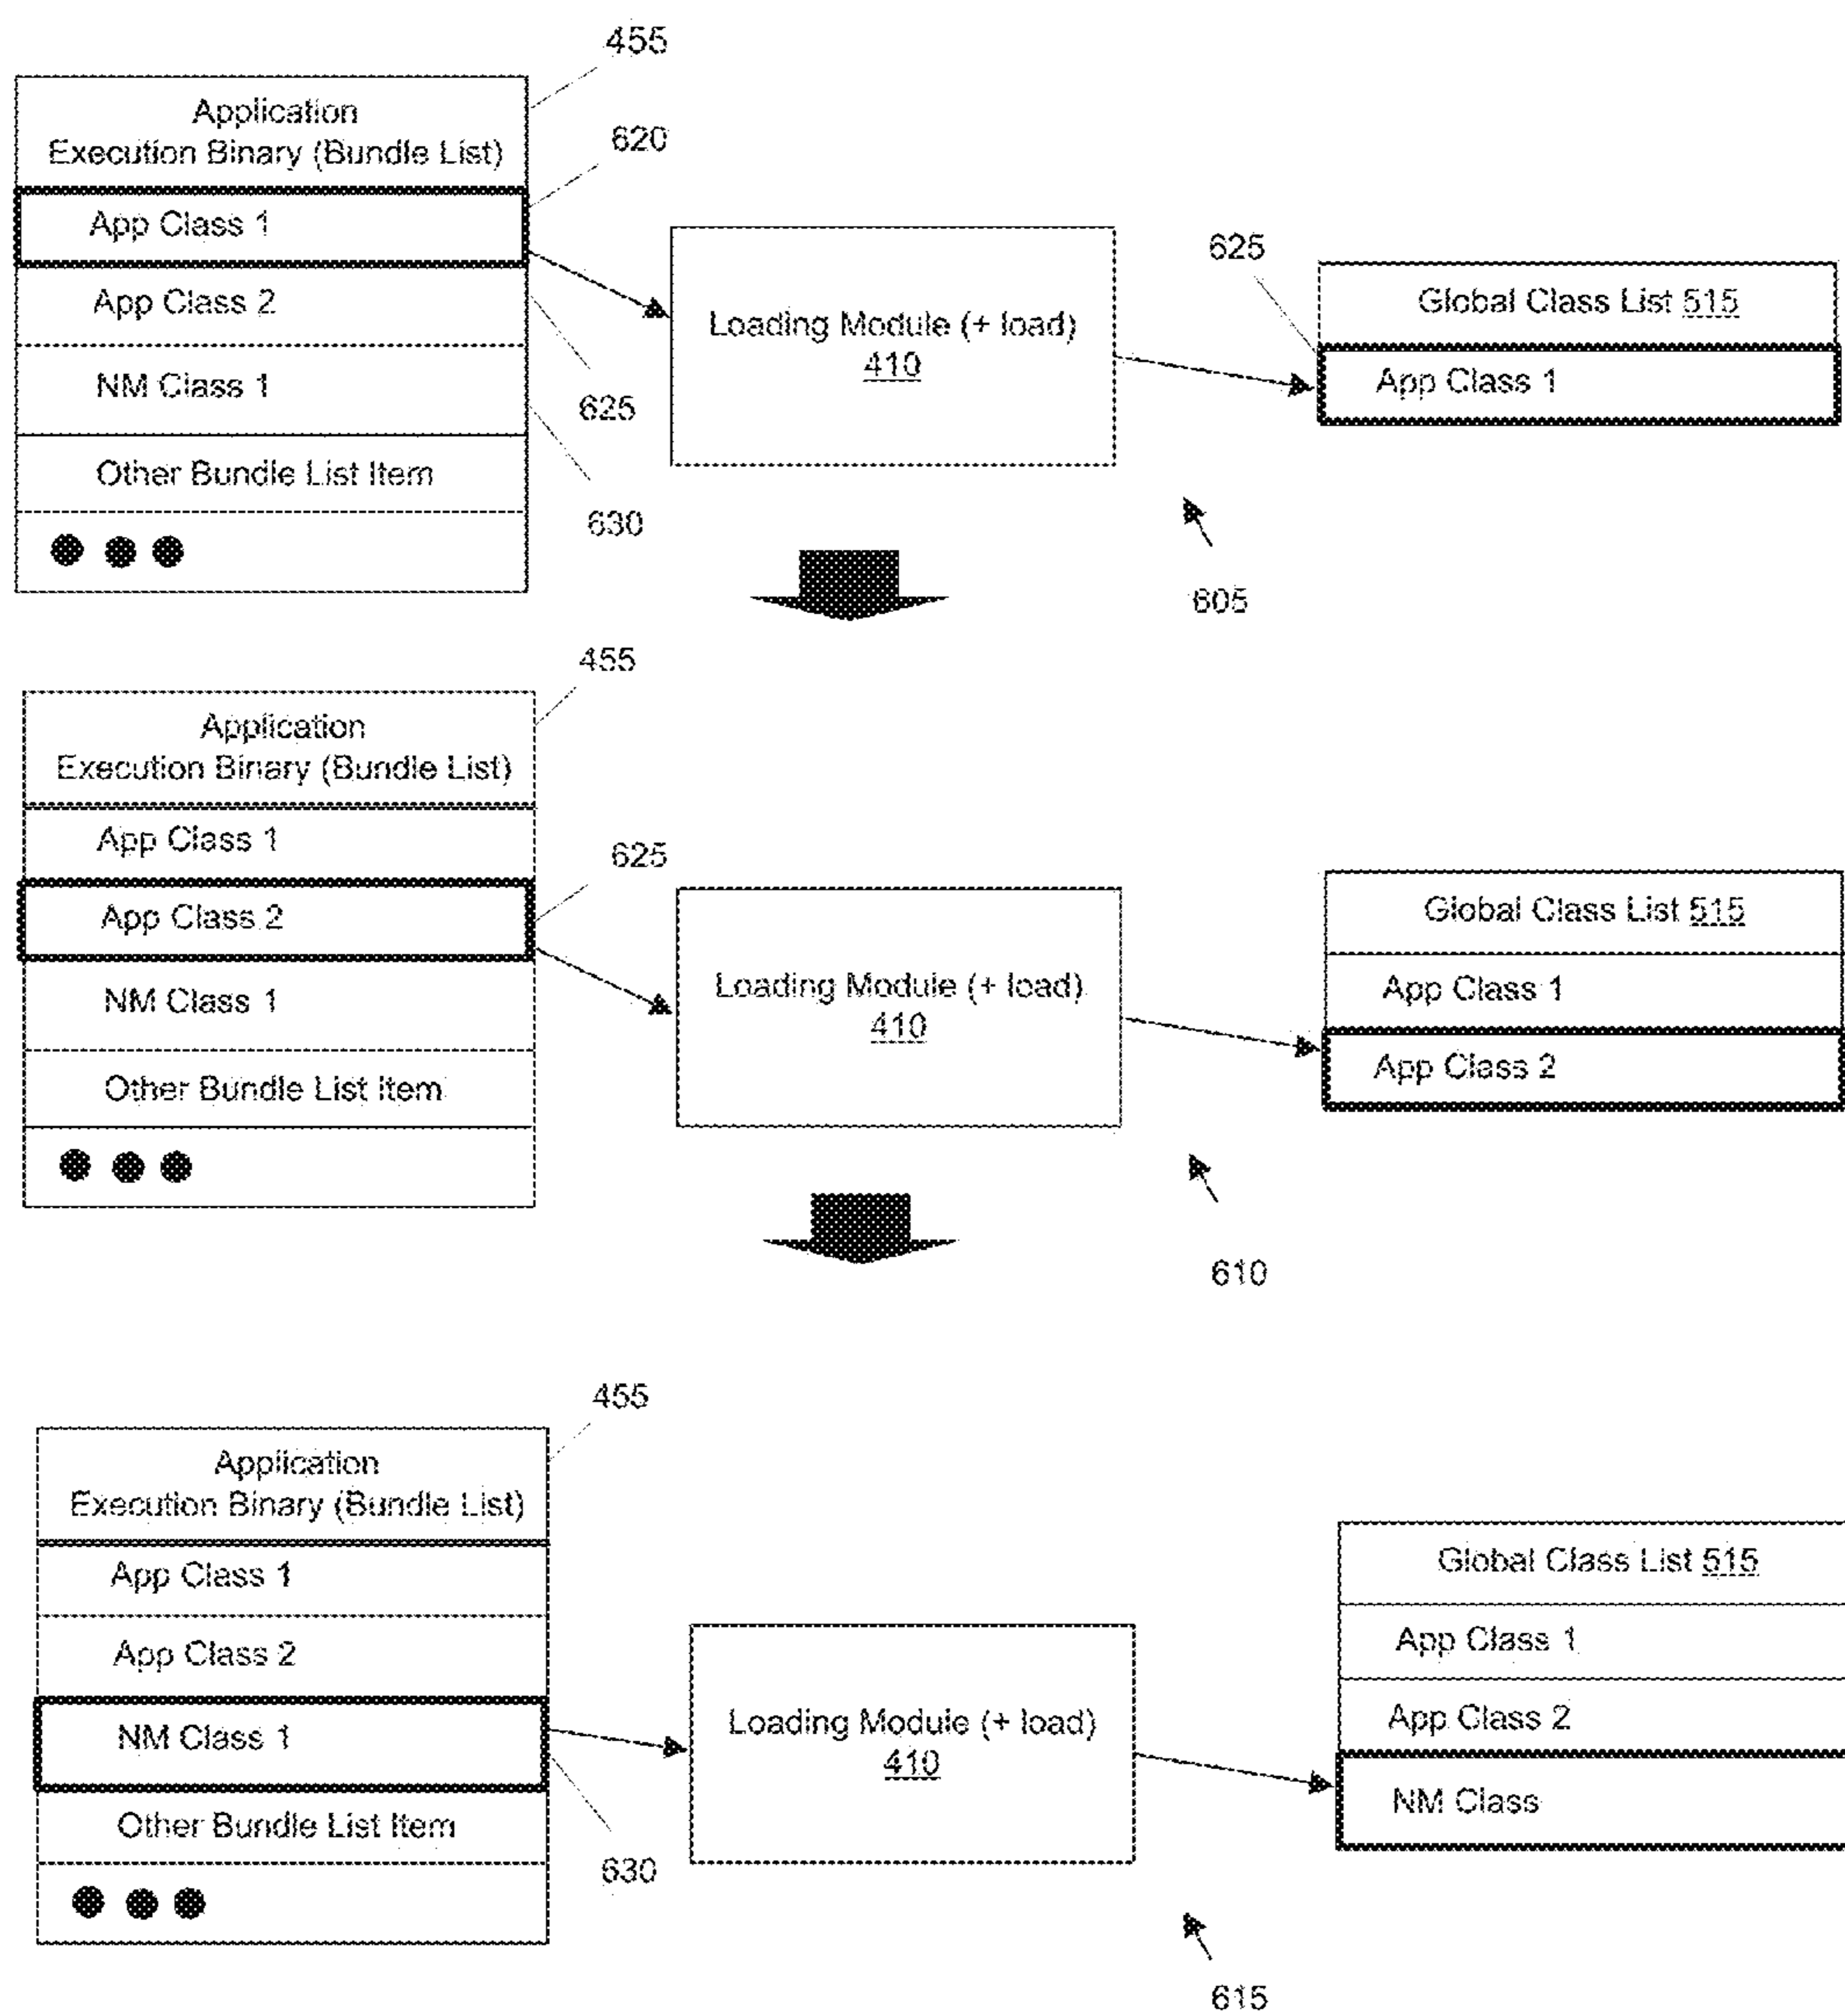 455
Application
Execution Binary (Bundle List)
620
App Class 1
625
Global Class List 515
App Class 2
Loading Module (+ load)
410
App Class 1
NM Class 1
625
Other Bundle List Item
630
605
455
Application
Execution Binary (Bundle List)
App Class 1
625
App Class 2
Global Class List 515
NM Class 1
Loading Module (+ load)
410
App Class 1
Other Bundle List Item
App Class 2
610
455
Application
Execution Binary (Bundle List)
App Class 1
Global Class List 515
App Class 2
App Class 1
NM Class 1
Loading Module (+ load)
410
App Class 2
NM Class
Other Bundle List Item
630
615